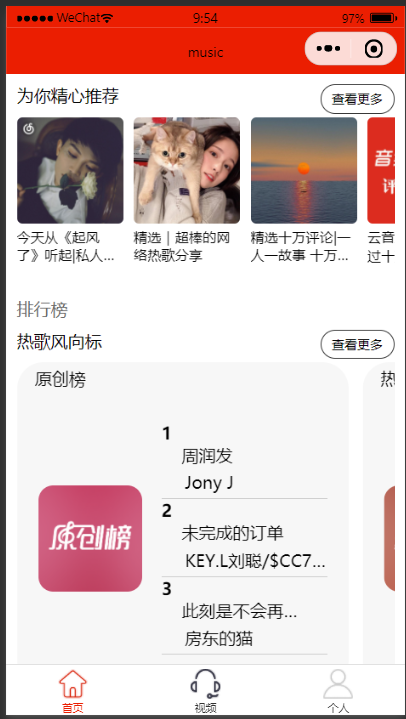 WeChat 9:54 97%
music
为你精心推荐 查看更多
今天从《起风
了》听起|私人...
精选｜超棒的网
络热歌分享
精选十万评论|一
人一故事 十万...
云音
过十
排行榜
热歌风向标 查看更多
原创榜
热
原创榜
1
周润发
Jony J
2
未完成的订单
KEY.L刘聪/$CC7...
3
此刻是不会再...
房东的猫
首页 视频 个人